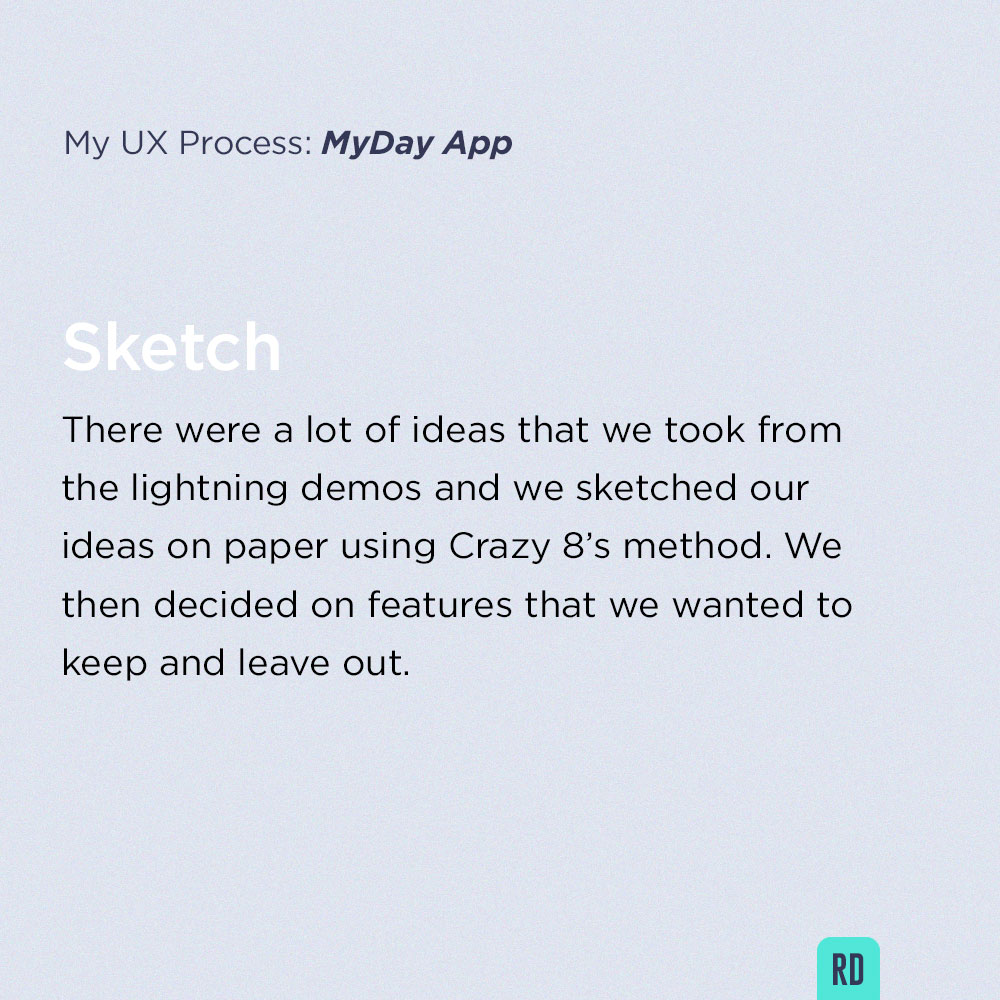 My UX Process: MyDay App
Sketch
There were a lot of ideas that we took from
the lightning demos and we sketched our
ideas on paper using Crazy 8’s method. We
then decided on features that we wanted to
keep and leave out.
RD